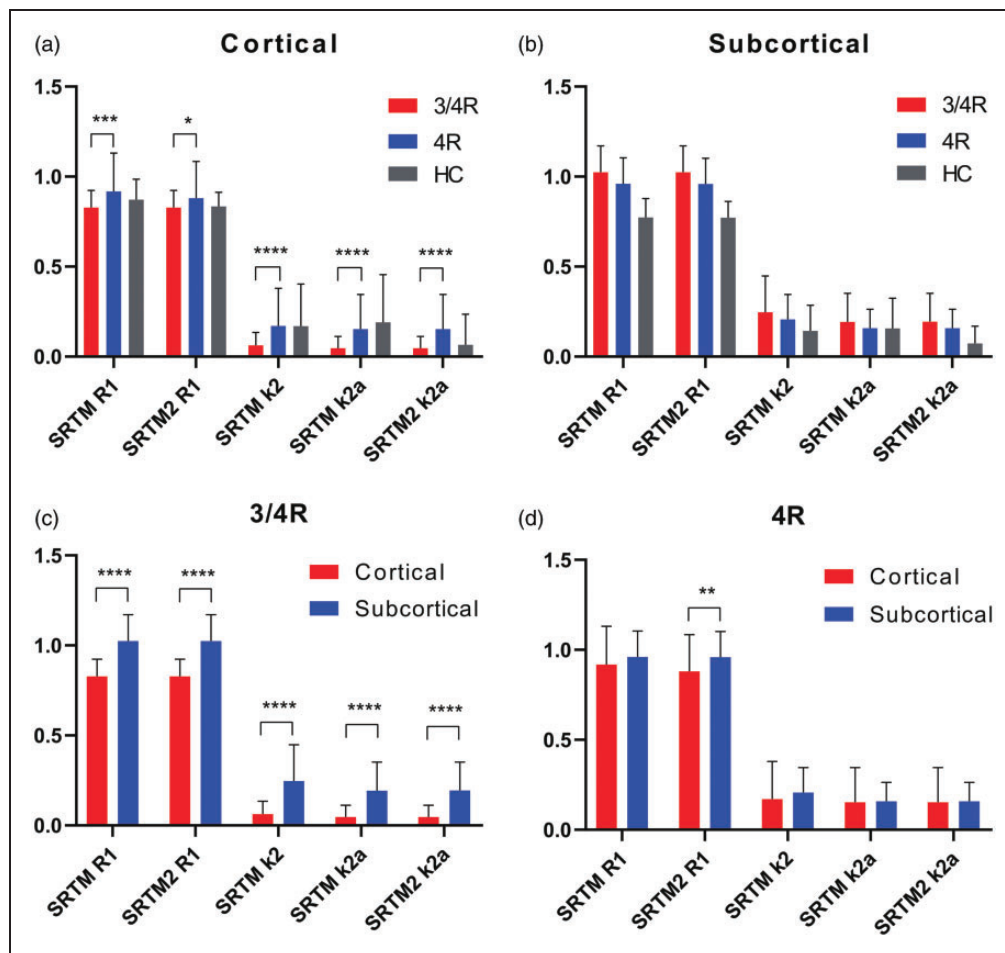 (a) Cortical
1.5
1.0
0.5
0.0
3/4R
4R
HC
*** *
**** **** ****
SRTM R1
SRTM2 R1
SRTM k2
SRTM k2a
SRTM2 k2a
(b) Subcortical
1.5
1.0
0.5
0.0
3/4R
4R
HC
SRTM R1
SRTM2 R1
SRTM k2
SRTM k2a
SRTM2 k2a
(c) 3/4R
1.5
1.0
0.5
0.0
Cortical
Subcortical
**** ****
**** **** ****
SRTM R1
SRTM2 R1
SRTM k2
SRTM k2a
SRTM2 k2a
(d) 4R
1.5
1.0
0.5
0.0
Cortical
Subcortical
**
SRTM R1
SRTM2 R1
SRTM k2
SRTM k2a
SRTM2 k2a